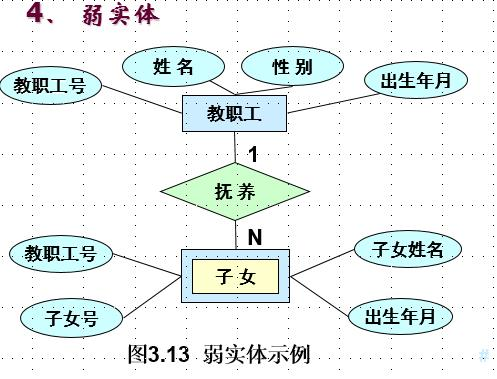 4、 弱实体
姓 名
性 别
教职工号
出生年月
教职工
1
抚 养
N
教职工号
子女姓名
子 女
子女号
出生年月
图3.13 弱实体示例
#